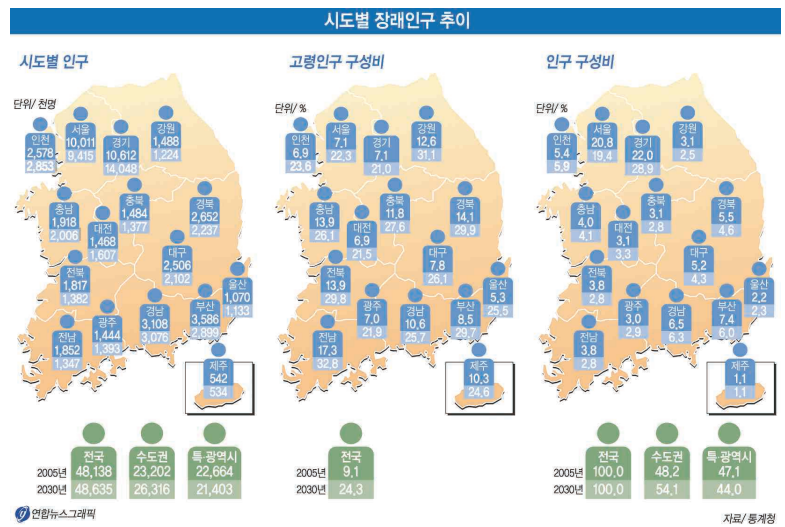 시도별 장래인구 추이
시도별 인구
단위/ 천명
인천
2,578
2,853
서울
10,011
9,415
경기
10,612
14,048
강원
1,488
1,224
충남
1,918
2,006
대전
1,468
1,607
충북
1,484
1,377
경북
2,652
2,237
대구
2,506
2,102
전북
1,817
1,382
울산
1,070
1,133
전남
1,852
1,347
광주
1,444
1,393
경남
3,108
3,076
부산
3,586
2,899
제주
542
534
2005년
2030년
전국
48,138
48,635
수도권
23,202
26,316
특·광역시
22,664
21,403
고령인구 구성비
단위/ %
인천
6.9
23.6
서울
7.1
22.3
경기
7.1
21.0
강원
12.6
31.1
충남
13.9
26.1
대전
6.9
21.5
충북
11.8
27.6
경북
14.1
29.9
대구
7.8
26.1
전북
13.9
29.8
울산
5.3
25.5
전남
17.3
32.8
광주
7.0
21.9
경남
10.6
25.7
부산
8.5
29.7
제주
10.3
24.6
2005년
2030년
전국
9.1
24.3
인구 구성비
단위/ %
인천
5.4
5.9
서울
20.8
19.4
경기
22.0
28.9
강원
3.1
2.5
충남
4.0
4.1
대전
3.1
3.3
충북
3.1
2.8
경북
5.5
4.6
대구
5.2
4.3
전북
3.8
2.8
울산
2.2
2.3
전남
3.8
2.8
광주
3.0
2.9
경남
6.5
6.3
부산
7.4
6.0
제주
1.1
1.1
2005년
2030년
전국
100.0
100.0
수도권
48.2
54.1
특·광역시
47.1
44.0
연합뉴스그래픽
자료/ 통계청